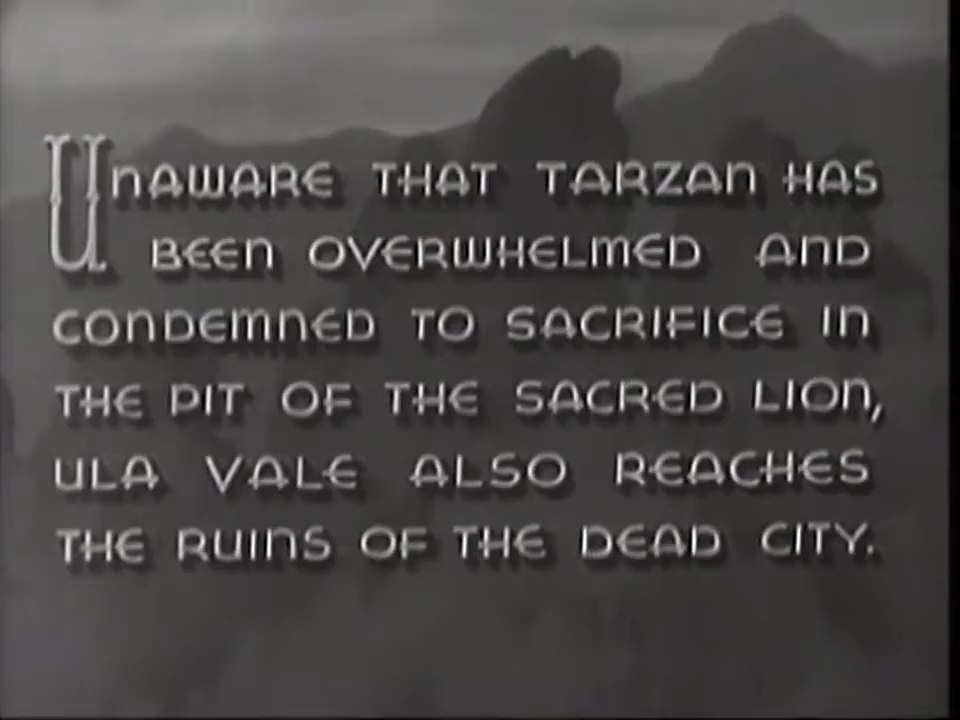 UNAWARE THAT TARZAN HAS
BEEN OVERWHELMED AND
CONDEMNED TO SACRIFICE IN
THE PIT OF THE SACRED LION,
ULA VALE ALSO REACHES
THE RUINS OF THE DEAD CITY.